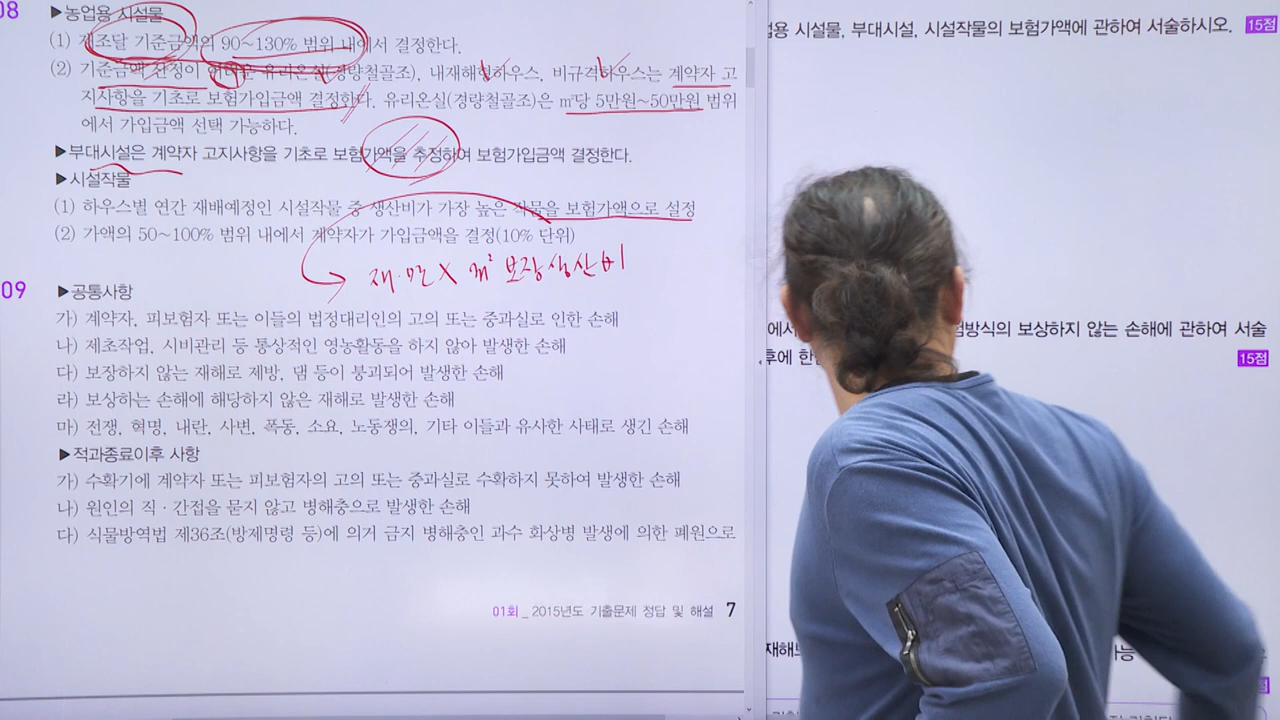 08
▶농업용 시설물
(1) 재조달 기준금액의 90~130% 범위 내에서 결정한다.
(2) 기준금액 산정이 어려운 유리온실(경량철골조), 내재해형하우스, 비규격하우스는 계약자 고
지사항을 기초로 보험가입금액 결정한다. 유리온실(경량철골조)은 ㎡당 5만원~50만원 범위
에서 가입금액 선택 가능하다.
▶부대시설은 계약자 고지사항을 기초로 보험가액을 추정하여 보험가입금액 결정한다.
▶시설작물
(1) 하우스별 연간 재배예정인 시설작물 중 생산비가 가장 높은 작물을 보험가액으로 설정
(2) 가액의 50~100% 범위 내에서 계약자가 가입금액을 결정(10% 단위)
재·면 X ㎡ 보장생산비
09
▶공통사항
가) 계약자, 피보험자 또는 이들의 법정대리인의 고의 또는 중과실로 인한 손해
나) 제초작업, 시비관리 등 통상적인 영농활동을 하지 않아 발생한 손해
다) 보장하지 않는 재해로 제방, 댐 등이 붕괴되어 발생한 손해
라) 보상하는 손해에 해당하지 않은 재해로 발생한 손해
마) 전쟁, 혁명, 내란, 사변, 폭동, 소요, 노동쟁의, 기타 이들과 유사한 사태로 생긴 손해
▶적과종료이후 사항
가) 수확기에 계약자 또는 피보험자의 고의 또는 중과실로 수확하지 못하여 발생한 손해
나) 원인의 직·간접을 묻지 않고 병해충으로 발생한 손해
다) 식물방역법 제36조(방제명령 등)에 의거 금지 병해충인 과수 화상병 발생에 의한 폐원으로
01회 _ 2015년도 기출문제 정답 및 해설 7
업용 시설물, 부대시설, 시설작물의 보험가액에 관하여 서술하시오. 15점
험방식의 보상하지 않는 손해에 관하여 서술
후에 한 15점